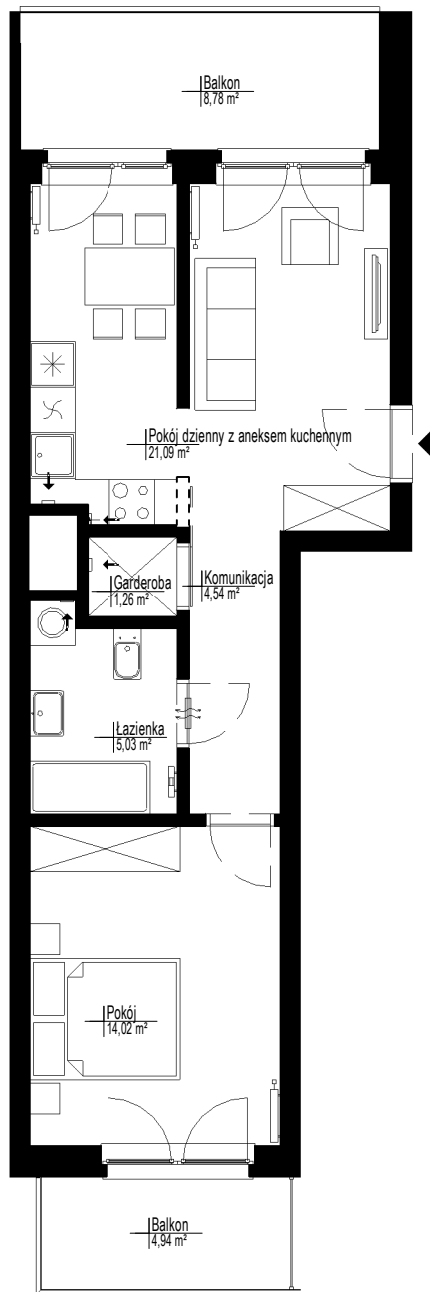 Balkon
8,78 m²
Pokój dzienny z aneksem kuchennym
21,09 m²
Garderoba
1,26 m²
Komunikacja
4,54 m²
Łazienka
5,03 m²
Pokój
14,02 m²
Balkon
4,94 m²